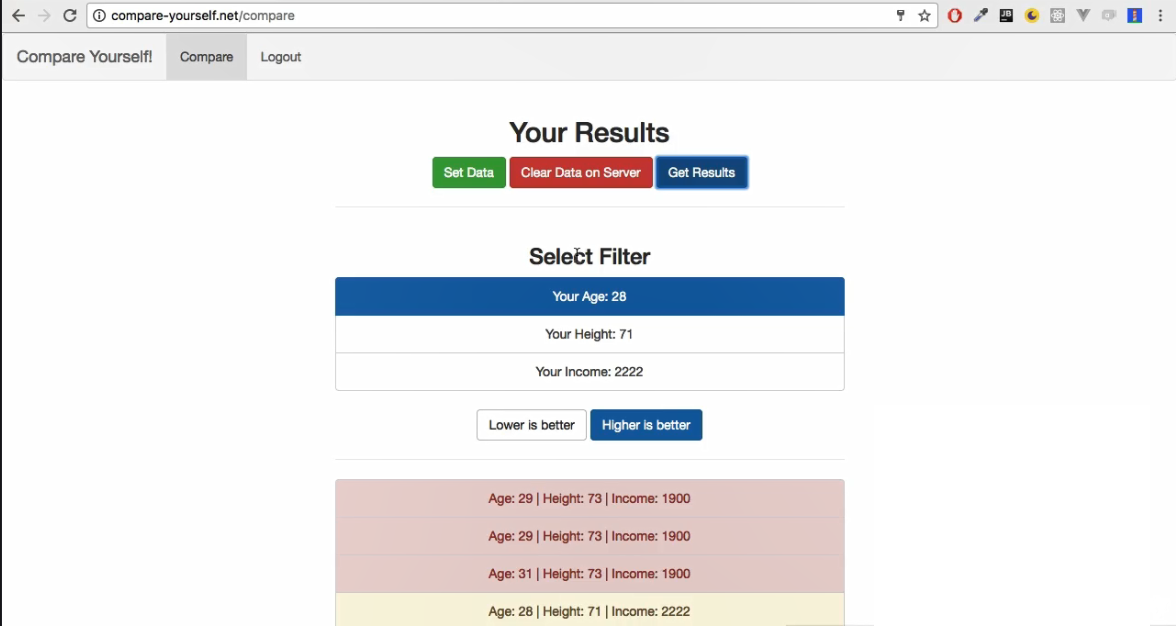 compare-yourself.net/compare
Compare Yourself! Compare Logout
Your Results
Set Data Clear Data on Server Get Results
Select Filter
Your Age: 28
Your Height: 71
Your Income: 2222
Lower is better Higher is better
Age: 29 | Height: 73 | Income: 1900
Age: 29 | Height: 73 | Income: 1900
Age: 31 | Height: 73 | Income: 1900
Age: 28 | Height: 71 | Income: 2222